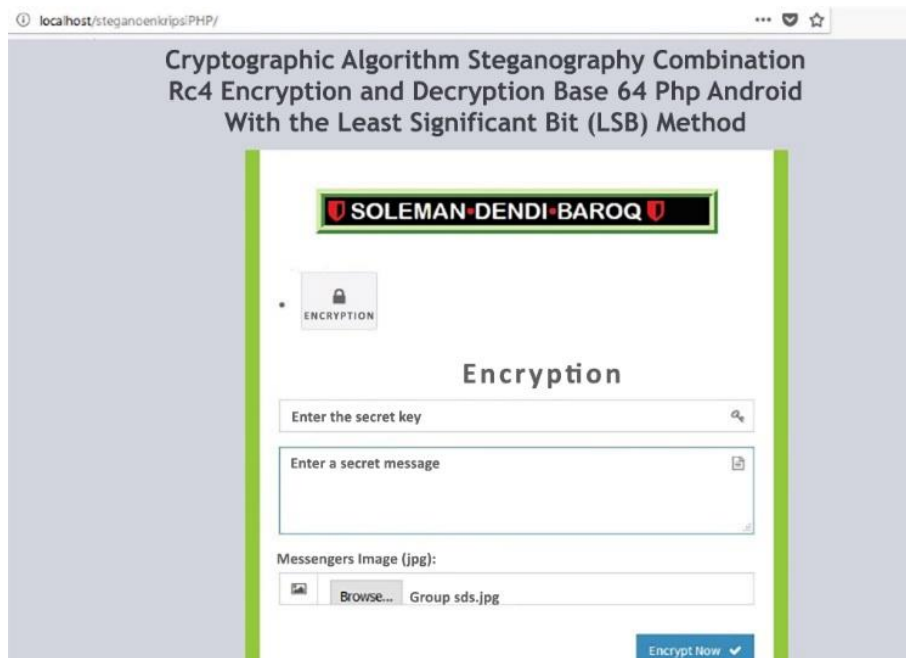 localhost/steganoenkripsiPHP/
Cryptographic Algorithm Steganography Combination
Rc4 Encryption and Decryption Base 64 Php Android
With the Least Significant Bit (LSB) Method
SOLEMAN•DENDI•BAROQ
ENCRYPTION
Encryption
Enter the secret key
Enter a secret message
Messengers Image (jpg):
Browse... Group sds.jpg
Encrypt Now